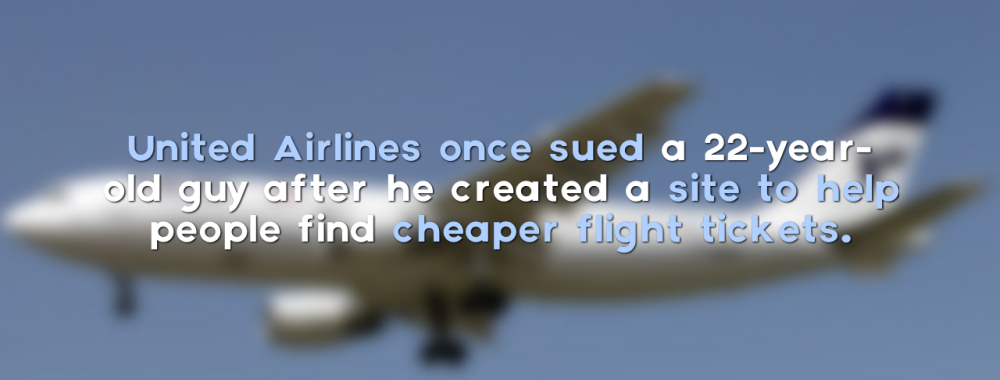 United Airlines once sued a 22-year-
old guy after he created a site to help
people find cheaper flight tickets.